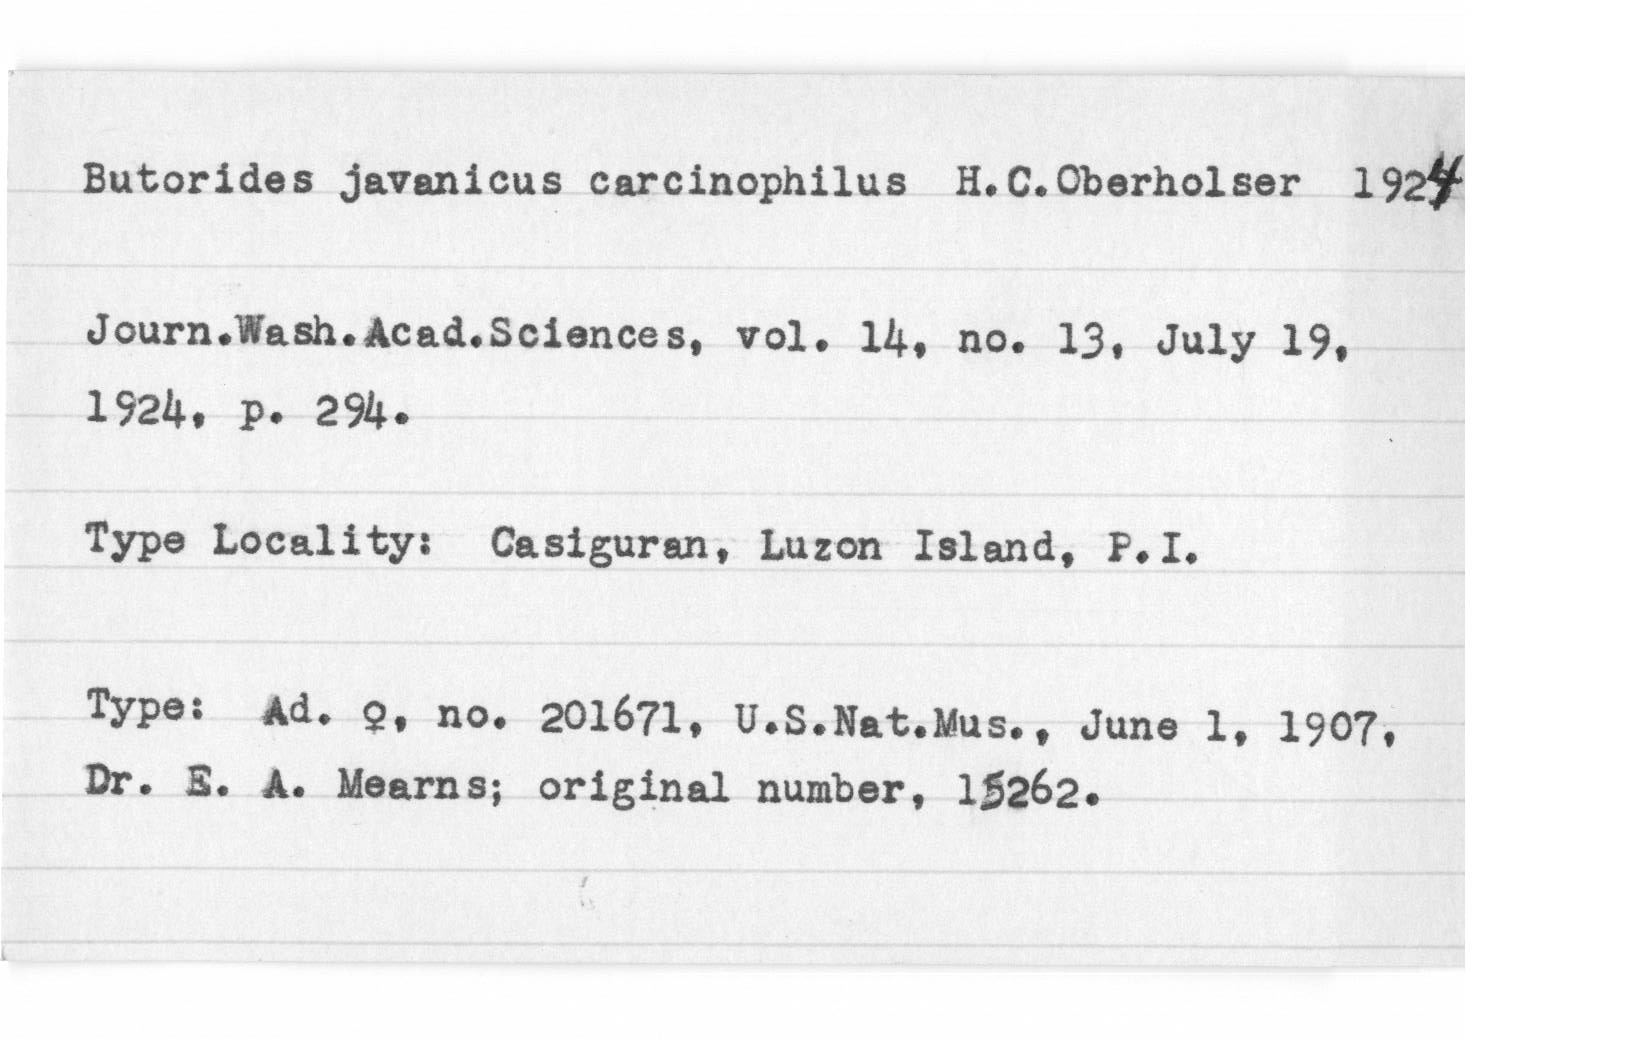 Butorides javanicus carcinophilus H.C.Oberholser 1924
Journ.Wash.Acad.Sciences, vol. 14, no. 13, July 19,
1924, p. 294.
Type Locality: Casiguran, Luzon Island, P.I.
Type: Ad. ♀, no. 201671, U.S.Nat.Mus., June 1, 1907,
Dr. E. A. Mearns; original number, 15262.